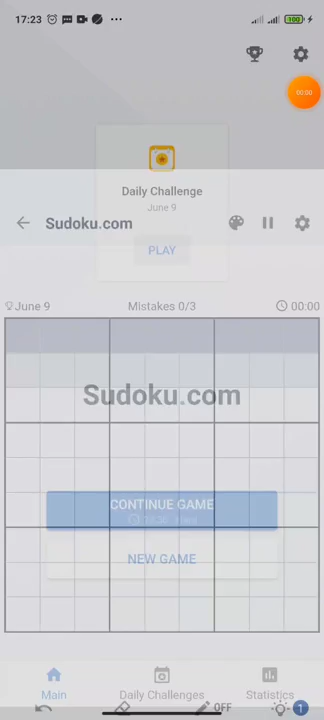 17:23 100
00:00
Daily Challenge
June 9
Sudoku.com
PLAY
June 9 Mistakes 0/3 00:00
Sudoku.com
CONTINUE GAME
NEW GAME
Main Daily Challenges Statistics
OFF 1